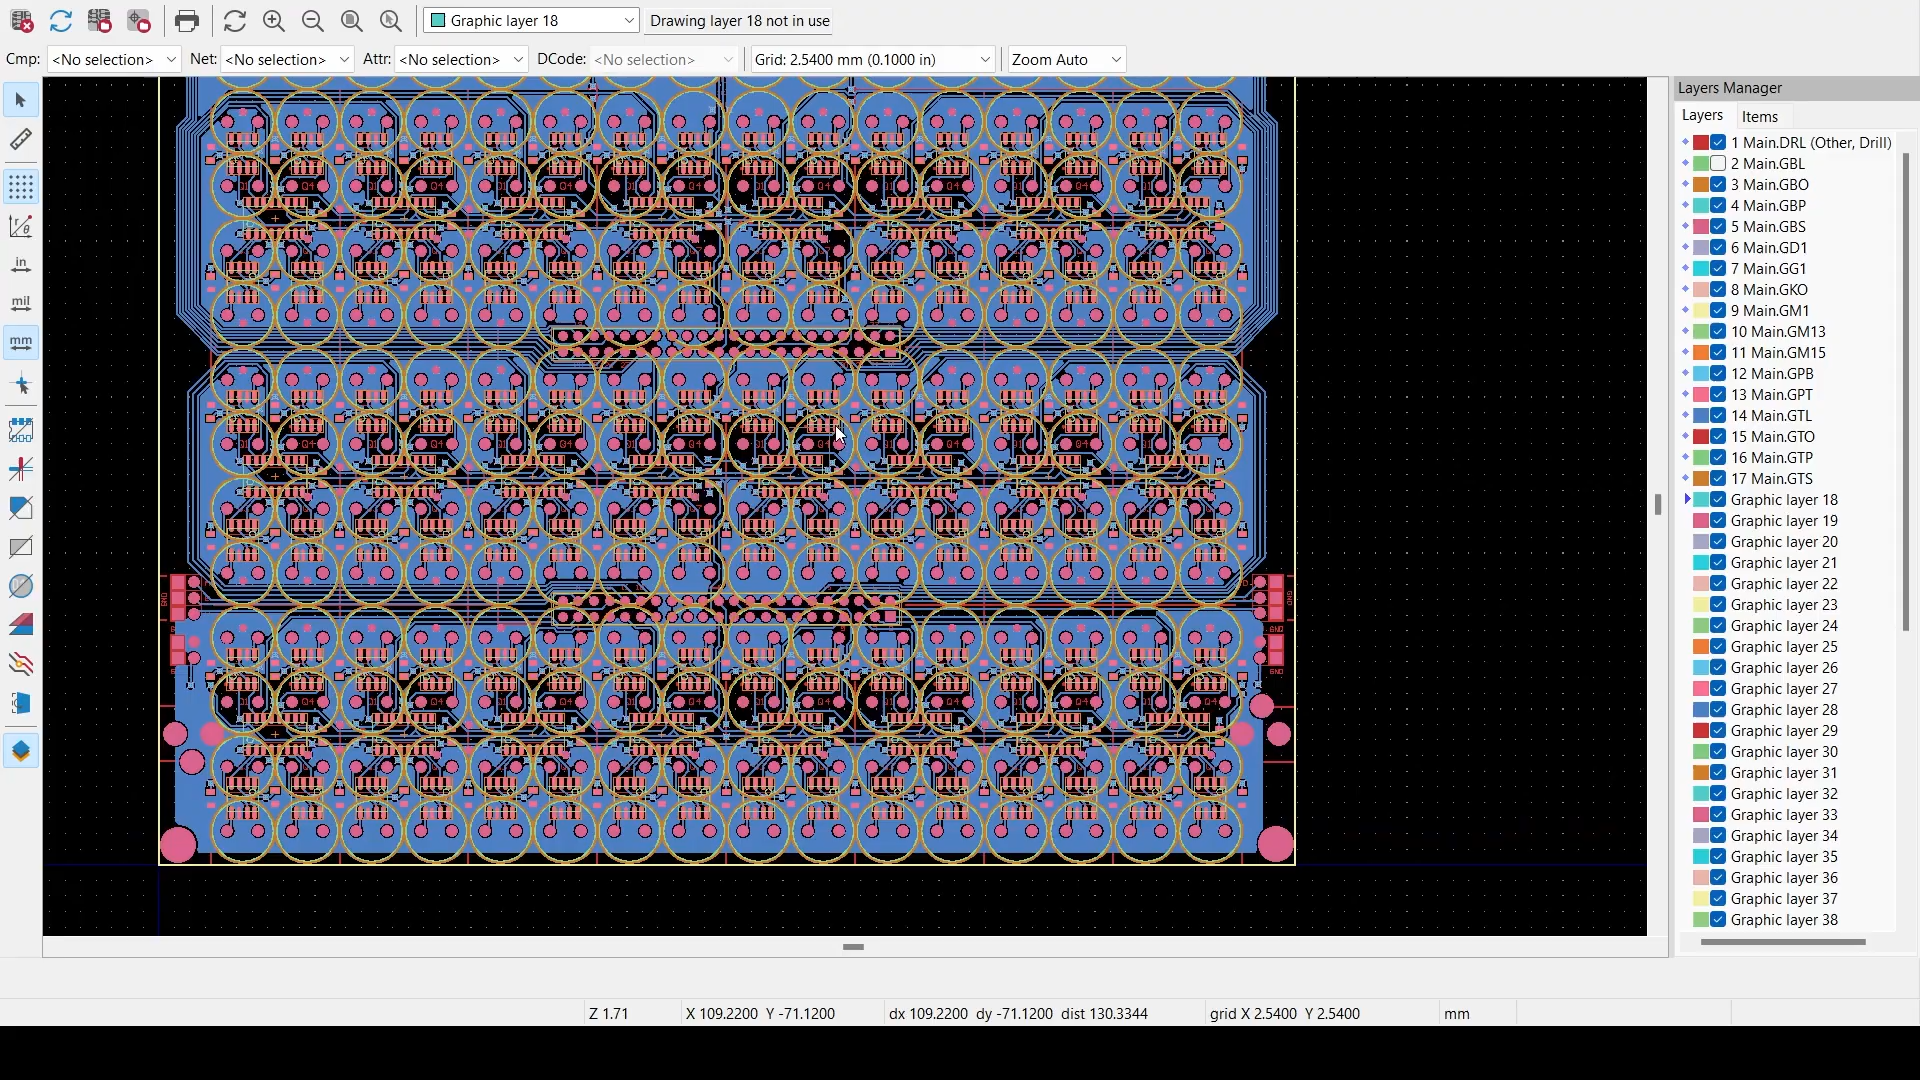 Graphic layer 18
Drawing layer 18 not in use
Cmp: <No selection> Net: <No selection> Attr: <No selection> DCode: <No selection> Grid: 2.5400 mm (0.1000 in) Zoom Auto
in
mil
mm
Layers Manager
Layers Items
1 Main.DRL (Other, Drill)
2 Main.GBL
3 Main.GBO
4 Main.GBP
5 Main.GBS
6 Main.GD1
7 Main.GG1
8 Main.GKO
9 Main.GM1
10 Main.GM13
11 Main.GM15
12 Main.GPB
13 Main.GPT
14 Main.GTL
15 Main.GTO
16 Main.GTP
17 Main.GTS
Graphic layer 18
Graphic layer 19
Graphic layer 20
Graphic layer 21
Graphic layer 22
Graphic layer 23
Graphic layer 24
Graphic layer 25
Graphic layer 26
Graphic layer 27
Graphic layer 28
Graphic layer 29
Graphic layer 30
Graphic layer 31
Graphic layer 32
Graphic layer 33
Graphic layer 34
Graphic layer 35
Graphic layer 36
Graphic layer 37
Graphic layer 38
Z 1.71
X 109.2200 Y -71.1200
dx 109.2200 dy -71.1200 dist 130.3344
grid X 2.5400 Y 2.5400
mm